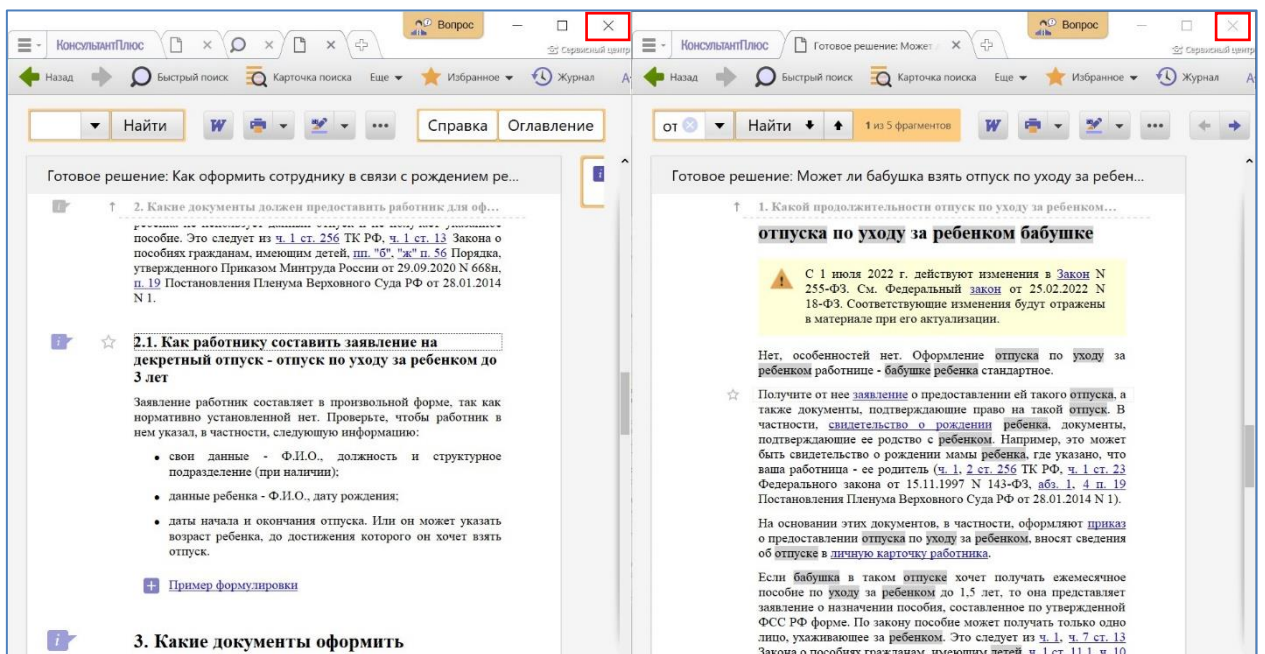 Вопрос
КонсультантПлюс
Сервисный центр
Назад
Быстрый поиск
Карточка поиска
Еще
Избранное
Журнал
Найти
Справка
Оглавление
Готовое решение: Как оформить сотруднику в связи с рождением ре...
2. Какие документы должен предоставить работник для оф...
пособие. Это следует из ч. 1 ст. 256 ТК РФ, ч. 1 ст. 13 Закона о
пособиях гражданам, имеющим детей, пп. "б", "ж" п. 56 Порядка,
утвержденного Приказом Минтруда России от 29.09.2020 N 668н,
п. 19 Постановления Пленума Верховного Суда РФ от 28.01.2014
N 1.
2.1. Как работнику составить заявление на
декретный отпуск - отпуск по уходу за ребенком до
3 лет
Заявление работник составляет в произвольной форме, так как
нормативно установленной нет. Проверьте, чтобы работник в
нем указал, в частности, следующую информацию:
• свои данные - Ф.И.О., должность и структурное
подразделение (при наличии);
• данные ребенка - Ф.И.О., дату рождения;
• даты начала и окончания отпуска. Или он может указать
возраст ребенка, до достижения которого он хочет взять
отпуск.
Пример формулировки
3. Какие документы оформить
Вопрос
КонсультантПлюс
Готовое решение: Может
Сервисный центр
Назад
Быстрый поиск
Карточка поиска
Еще
Избранное
Журнал
от
Найти
1 из 5 фрагментов
Готовое решение: Может ли бабушка взять отпуск по уходу за ребен...
1. Какой продолжительности отпуск по уходу за ребенком...
отпуска по уходу за ребенком бабушке
С 1 июля 2022 г. действуют изменения в Закон N
255-ФЗ. См. Федеральный закон от 25.02.2022 N
18-ФЗ. Соответствующие изменения будут отражены
в материале при его актуализации.
Нет, особенностей нет. Оформление отпуска по уходу за
ребенком работнице - бабушке ребенка стандартное.
Получите от нее заявление о предоставлении ей такого отпуска, а
также документы, подтверждающие право на такой отпуск. В
частности, свидетельство о рождении ребенка, документы,
подтверждающие ее родство с ребенком. Например, это может
быть свидетельство о рождении мамы ребенка, где указано, что
ваша работница - ее родитель (ч. 1, 2 ст. 256 ТК РФ, ч. 1 ст. 23
Федерального закона от 15.11.1997 N 143-ФЗ, абз. 1, 4 п. 19
Постановления Пленума Верховного Суда РФ от 28.01.2014 N 1).
На основании этих документов, в частности, оформляют приказ
о предоставлении отпуска по уходу за ребенком, вносят сведения
об отпуске в личную карточку работника.
Если бабушка в таком отпуске хочет получать ежемесячное
пособие по уходу за ребенком до 1,5 лет, то она представляет
заявление о назначении пособия, составленное по утвержденной
ФСС РФ форме. По закону пособие может получать только одно
лицо, ухаживающее за ребенком. Это следует из ч. 1, ч. 7 ст. 13
Закона о пособиях гражданам, имеющим детей, ч. 1 ст. 11.1, ч. 10